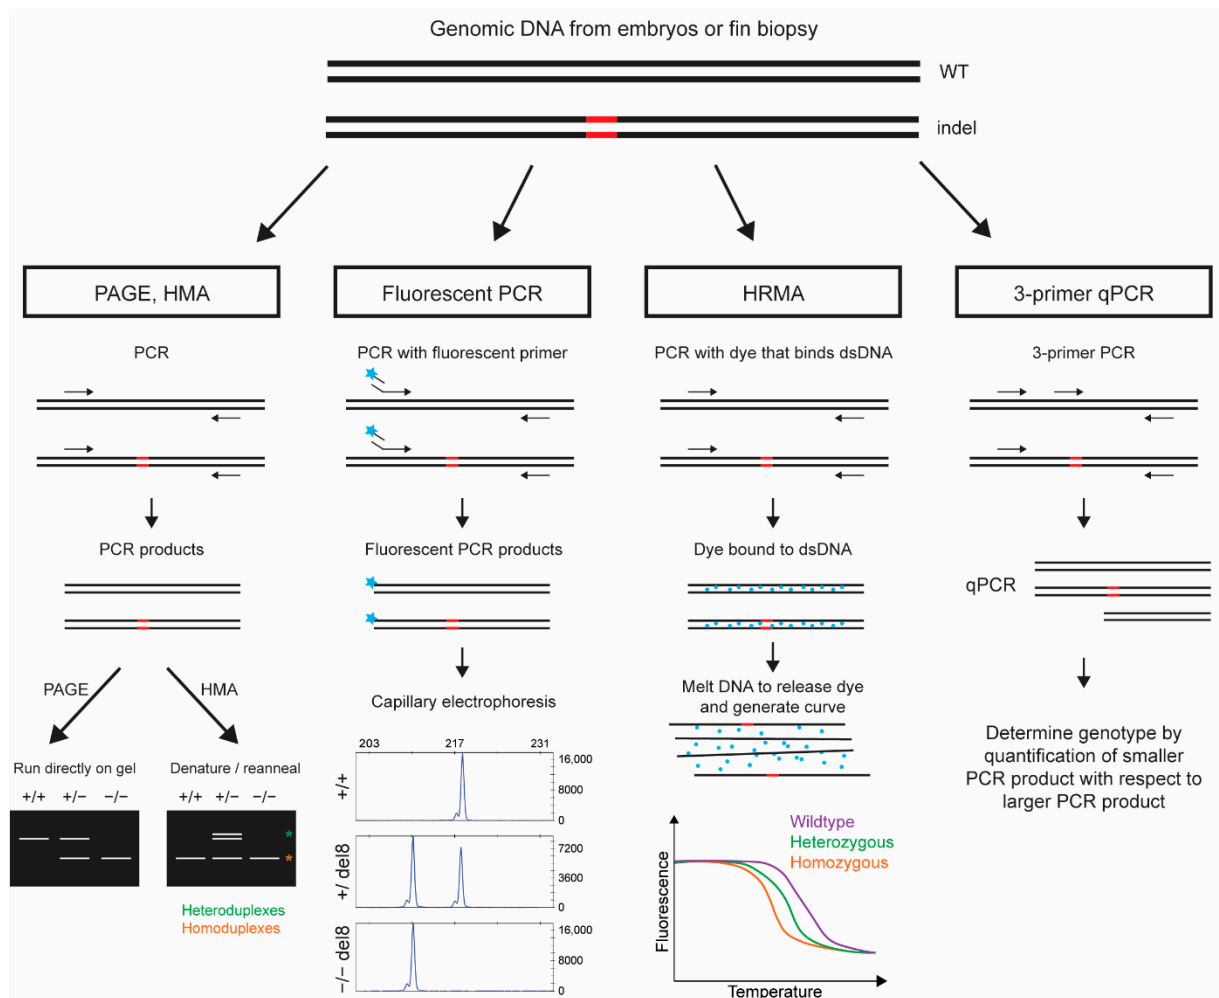 Genomic DNA from embryos or fin biopsy
WT
indel
PAGE, HMA
Fluorescent PCR
HRMA
3-primer qPCR
PCR
PCR products
PAGE
HMA
Run directly on gel
+/+ +/− −/−
Denature / reanneal
+/+ +/− −/−
*
*
Heteroduplexes
Homoduplexes
PCR with fluorescent primer
Fluorescent PCR products
Capillary electrophoresis
203 217 231
+/+
16,000
8000
0
+/ del8
7200
3600
0
−/− del8
16,000
8000
0
PCR with dye that binds dsDNA
Dye bound to dsDNA
Melt DNA to release dye
and generate curve
Wildtype
Heterozygous
Homozygous
Fluorescence
Temperature
3-primer PCR
qPCR
Determine genotype by
quantification of smaller
PCR product with respect to
larger PCR product